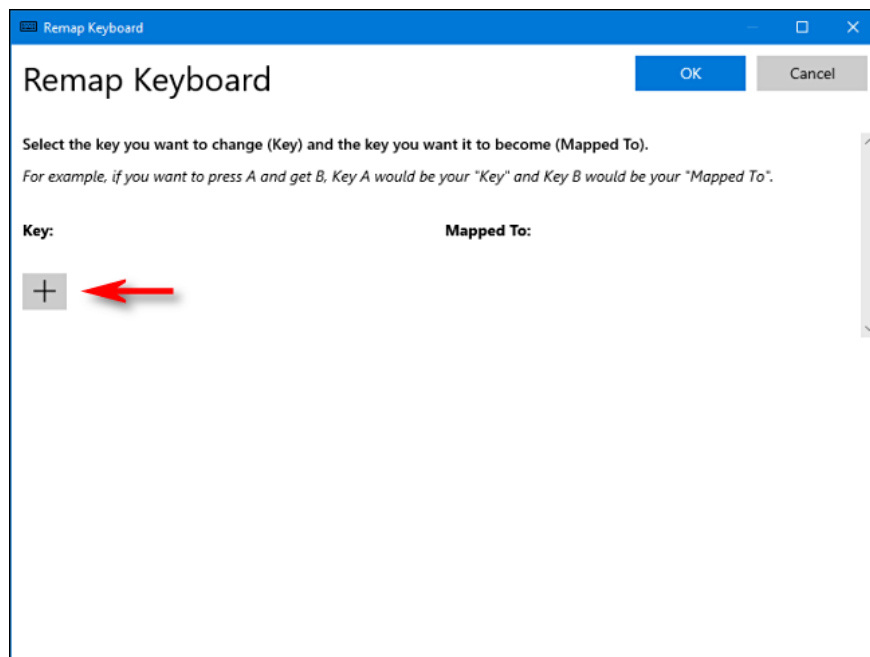 Remap Keyboard
Remap Keyboard
OK
Cancel
Select the key you want to change (Key) and the key you want it to become (Mapped To).
For example, if you want to press A and get B, Key A would be your "Key" and Key B would be your "Mapped To".
Key:
Mapped To: